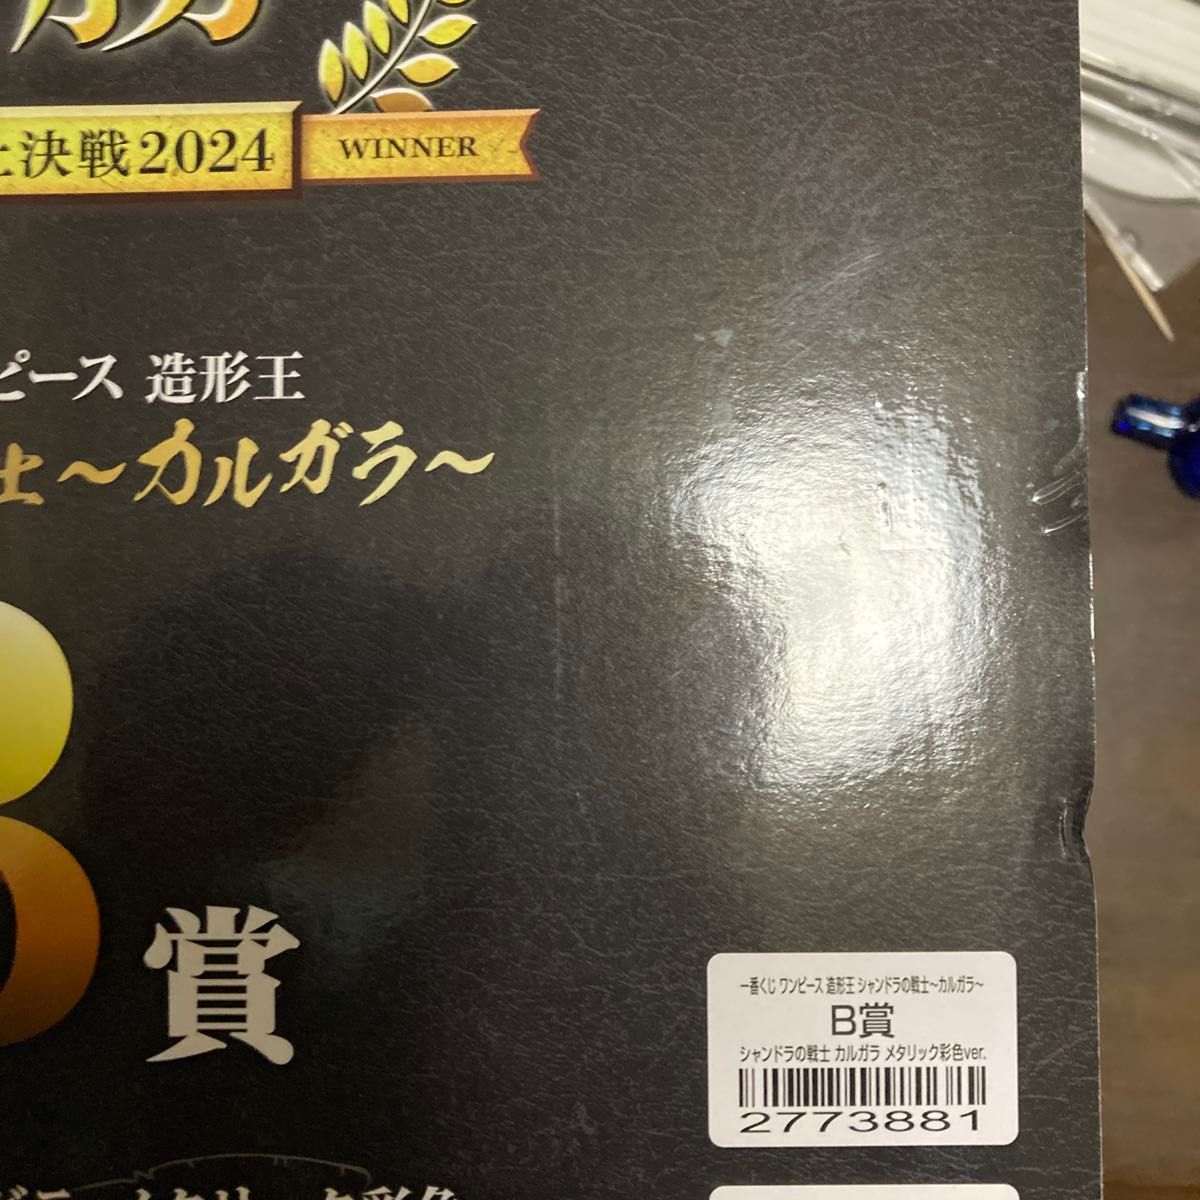 決戦2024
WINNER
ピース 造形王
士～カルガラ～
B賞
一番くじ ワンピース 造形王 シャンドラの戦士～カルガラ～
B賞
シャンドラの戦士 カルガラ メタリック彩色ver.
2773881